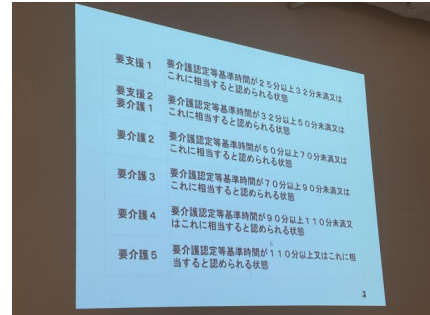 要支援1 要介護認定等基準時間が25分以上32分未満又は
これに相当すると認められる状態
要支援2
要介護1 要介護認定等基準時間が32分以上50分未満又は
これに相当すると認められる状態
要介護2 要介護認定等基準時間が50分以上70分未満又は
これに相当すると認められる状態
要介護3 要介護認定等基準時間が70分以上90分未満又は
これに相当すると認められる状態
要介護4 要介護認定等基準時間が90分以上110分未満又
はこれに相当すると認められる状態
要介護5 要介護認定等基準時間が110分以上又はこれに相
当すると認められる状態
3